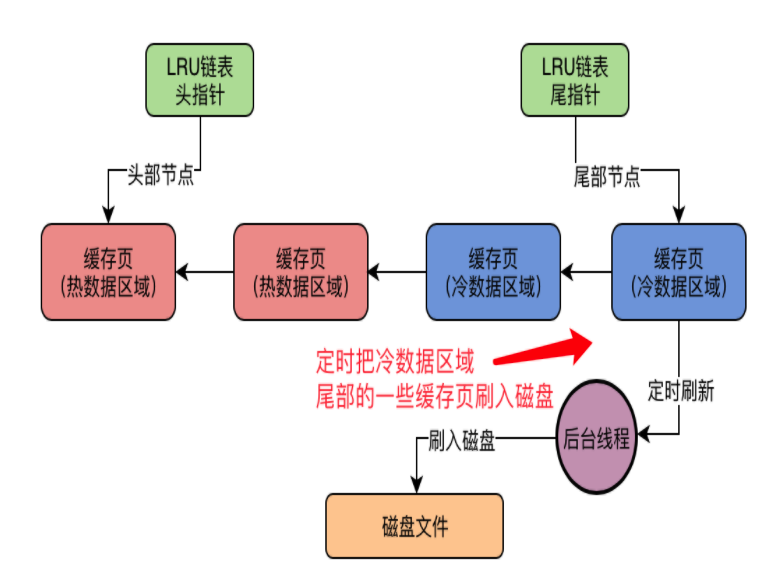 LRU链表
头指针
LRU链表
尾指针
头部节点
尾部节点
缓存页
(热数据区域)
缓存页
(热数据区域)
缓存页
(冷数据区域)
缓存页
(冷数据区域)
定时把冷数据区域
尾部的一些缓存页刷入磁盘
定时刷新
后台线程
刷入磁盘
磁盘文件